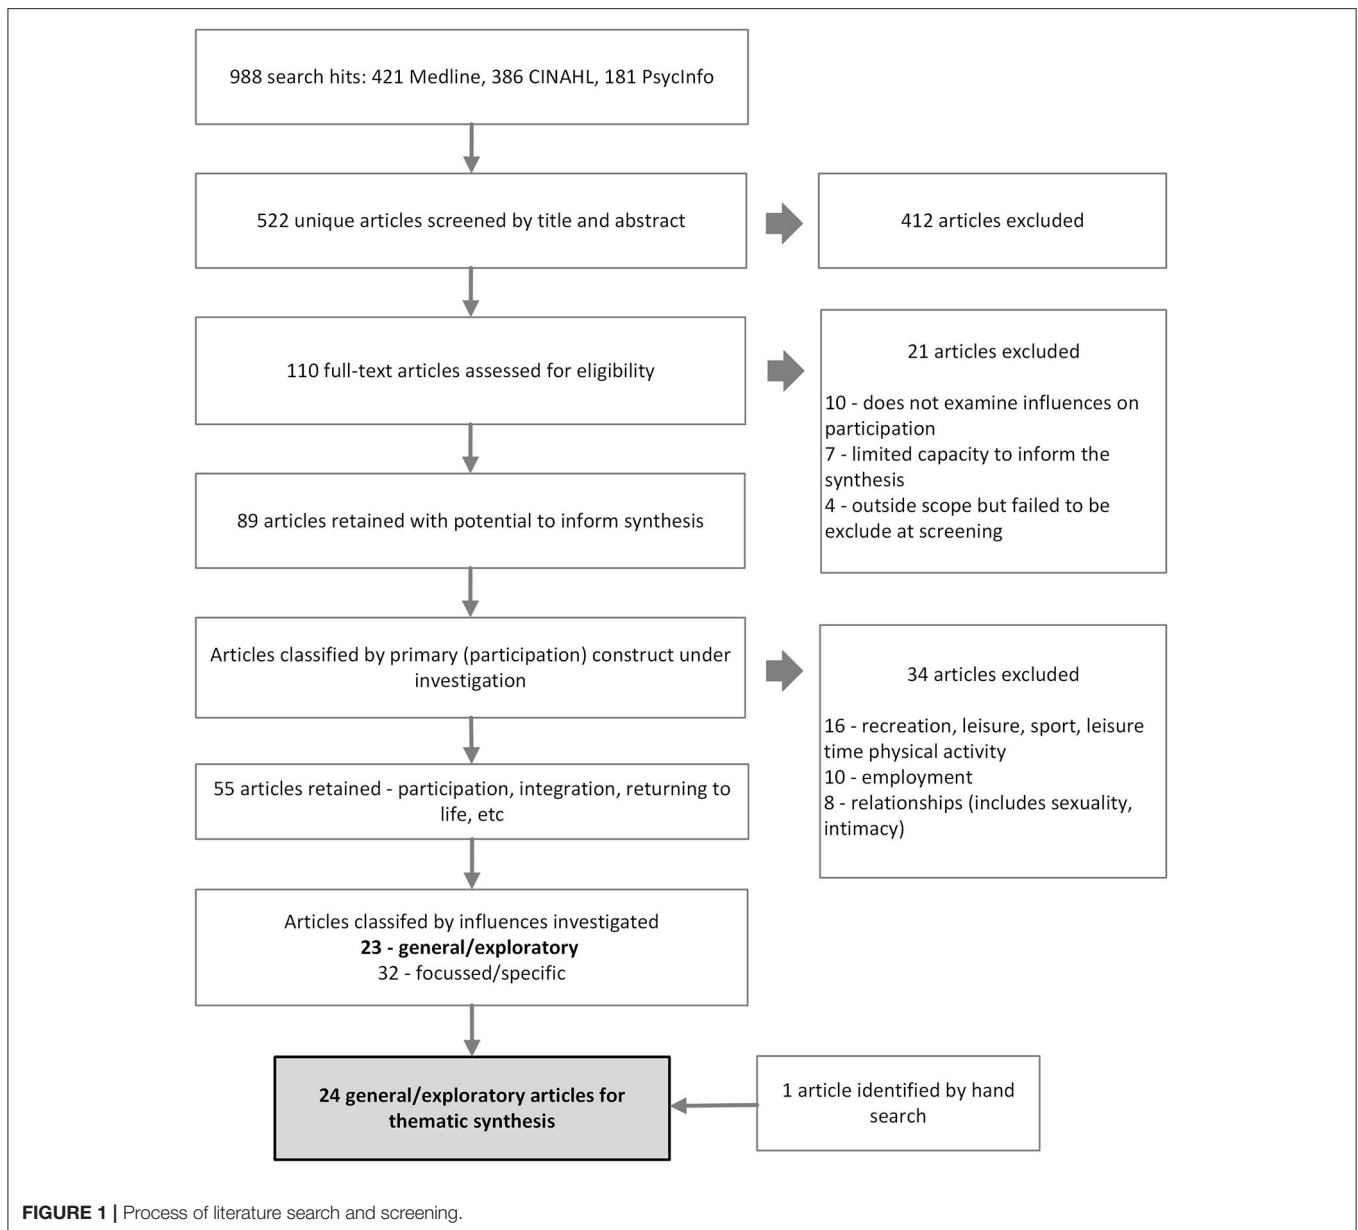 988 search hits: 421 Medline, 386 CINAHL, 181 PsycInfo
522 unique articles screened by title and abstract
412 articles excluded
110 full-text articles assessed for eligibility
21 articles excluded
10 - does not examine influences on
participation
7 - limited capacity to inform the
synthesis
4 - outside scope but failed to be
exclude at screening
89 articles retained with potential to inform synthesis
Articles classified by primary (participation) construct under
investigation
34 articles excluded
16 - recreation, leisure, sport, leisure
time physical activity
10 - employment
8 - relationships (includes sexuality,
intimacy)
55 articles retained - participation, integration, returning to
life, etc
Articles classifed by influences investigated
23 - general/exploratory
32 - focussed/specific
24 general/exploratory articles for
thematic synthesis
1 article identified by hand
search
FIGURE 1 | Process of literature search and screening.